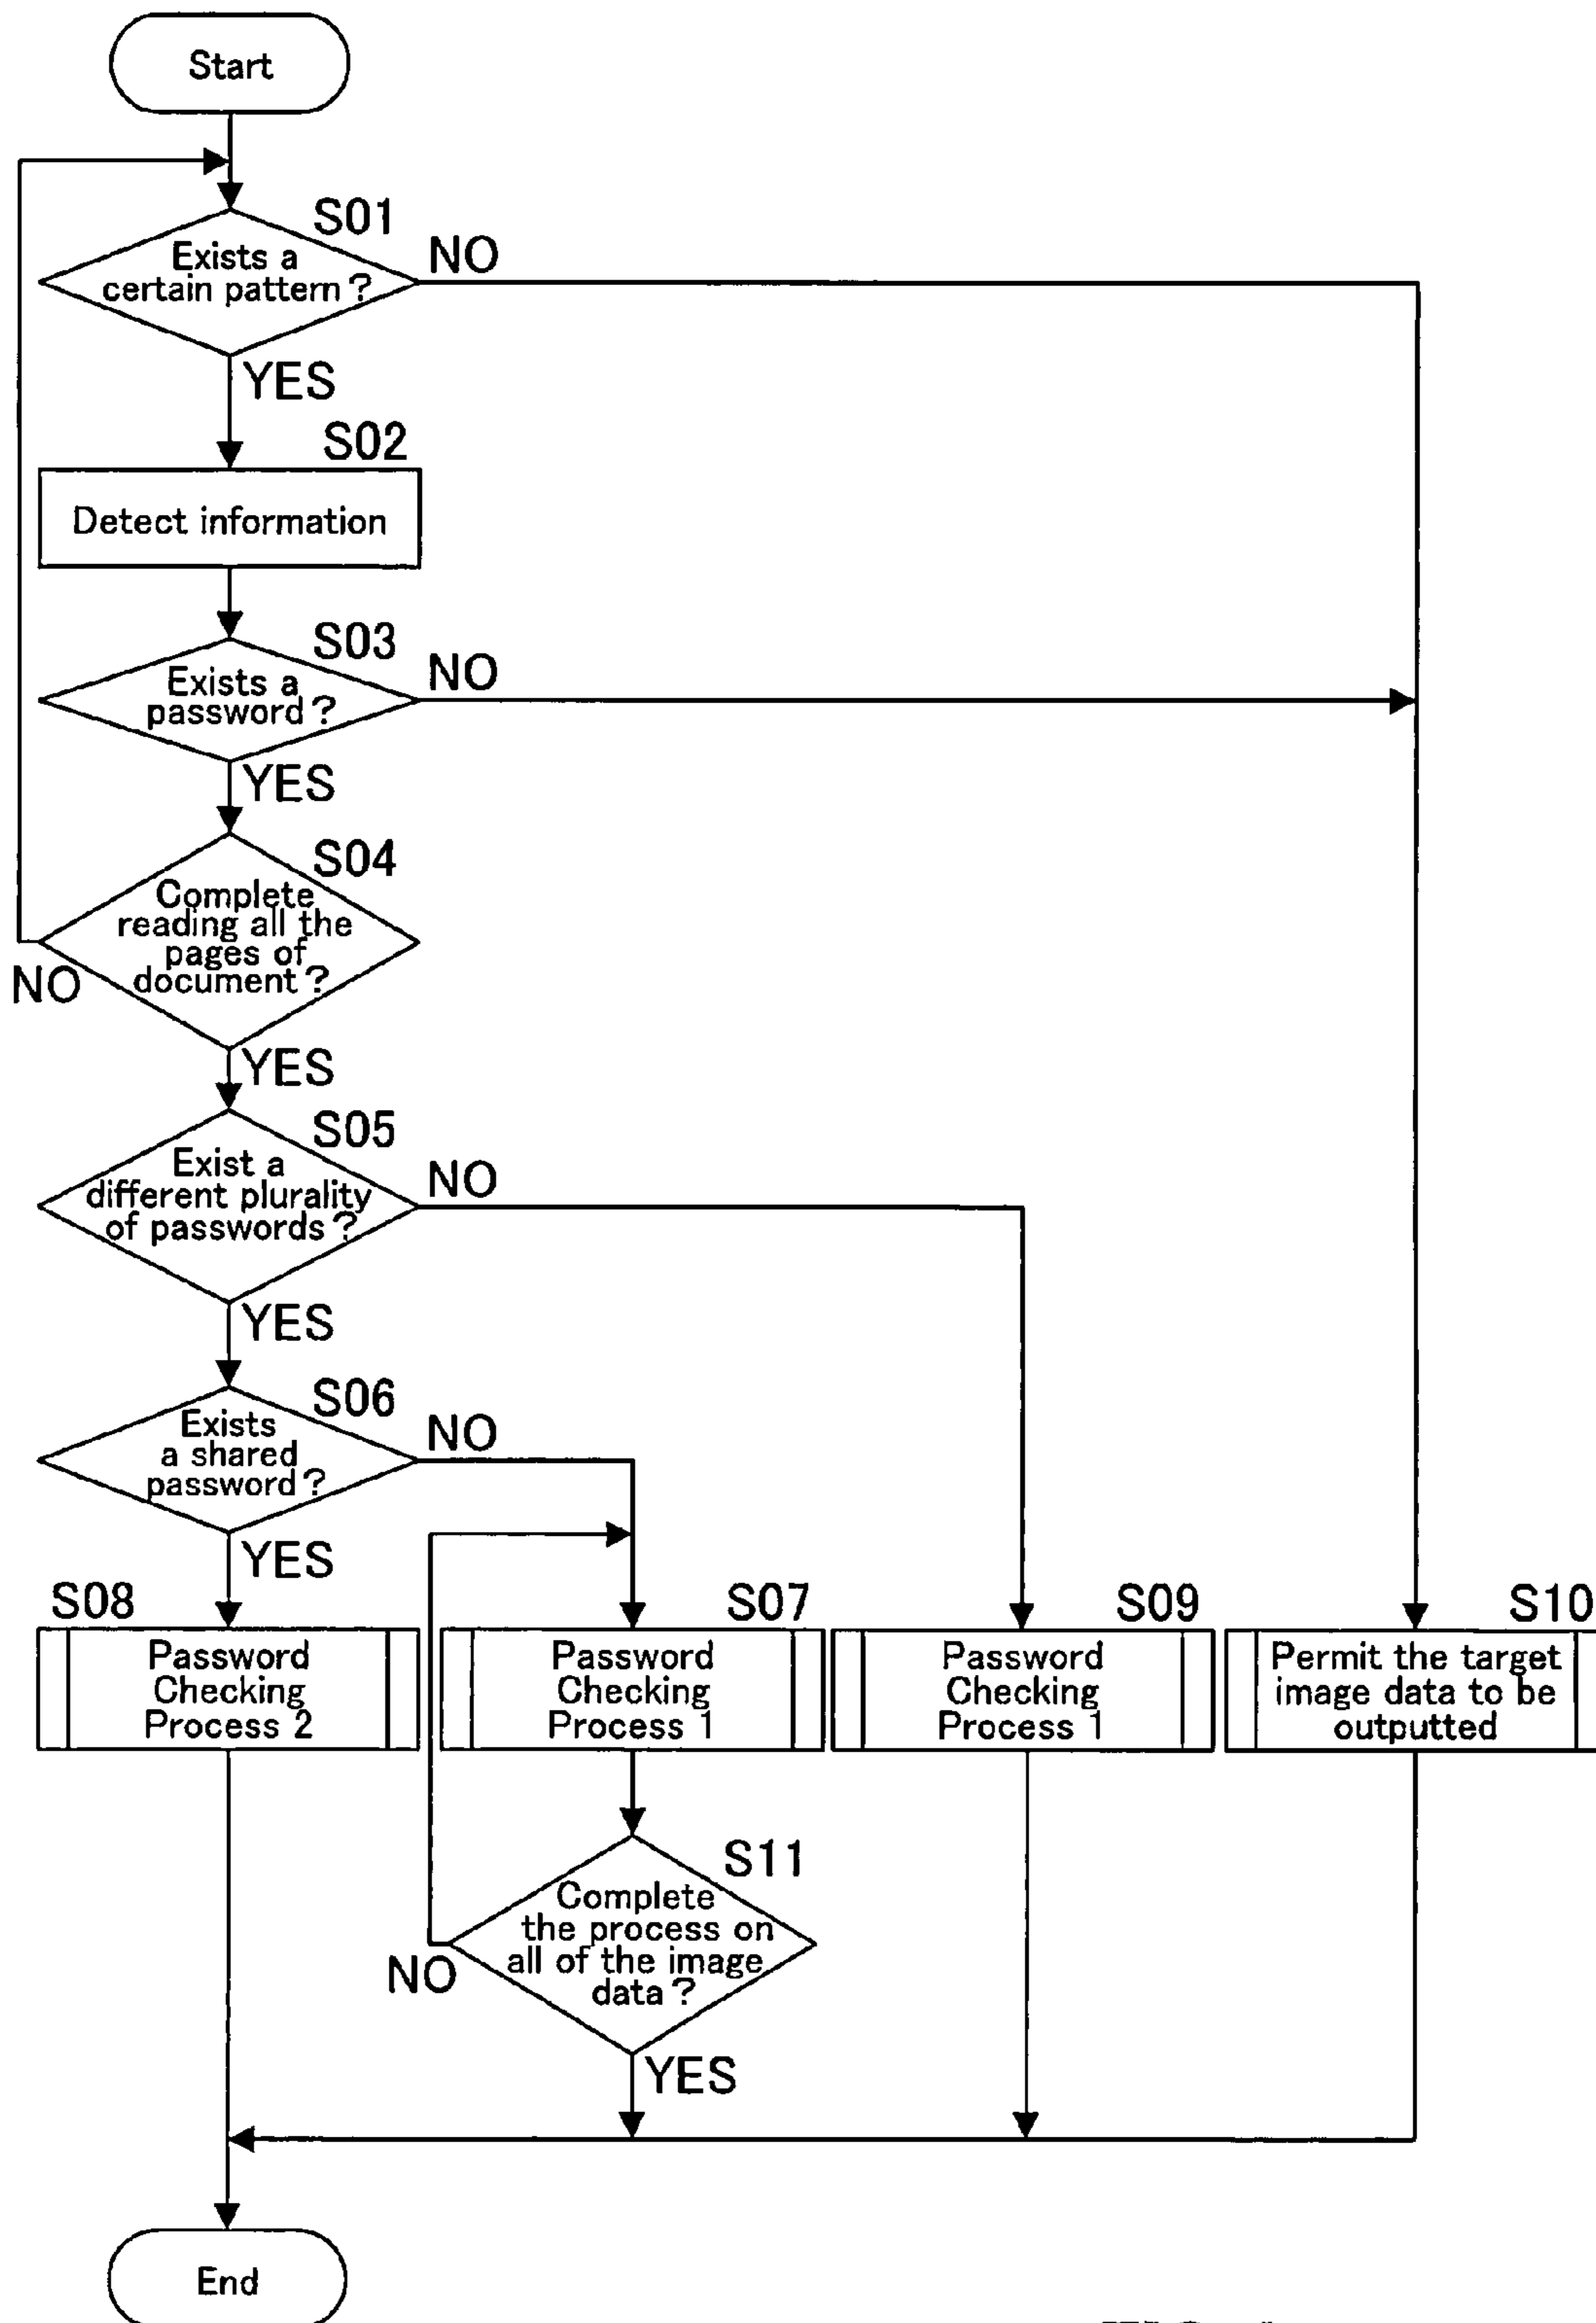 Start
S01
Exists a
certain pattern?
NO
YES
S02
Detect information
S03
Exists a
password?
NO
YES
S04
Complete
reading all the
pages of
document?
NO
YES
S05
Exist a
different plurality
of passwords?
NO
YES
S06
Exists
a shared
password?
NO
YES
S08
Password
Checking
Process 2
S07
Password
Checking
Process 1
S09
Password
Checking
Process 1
S10
Permit the target
image data to be
outputted
S11
Complete
the process on
all of the image
data?
NO
YES
End